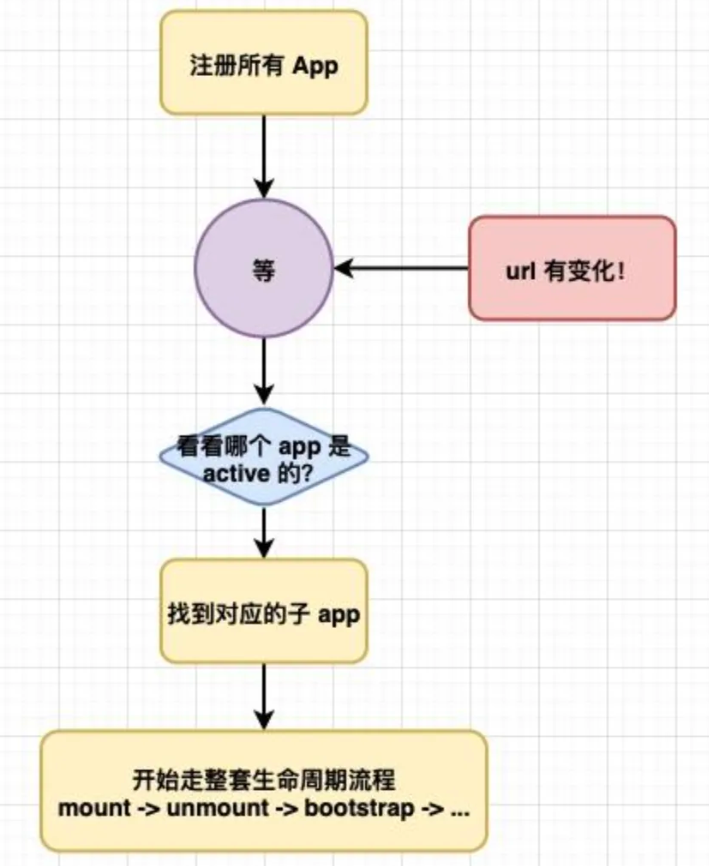 注册所有 App
等
url 有变化！
看看哪个 app 是
active 的？
找到对应的子 app
开始走整套生命周期流程
mount -> unmount -> bootstrap -> ...